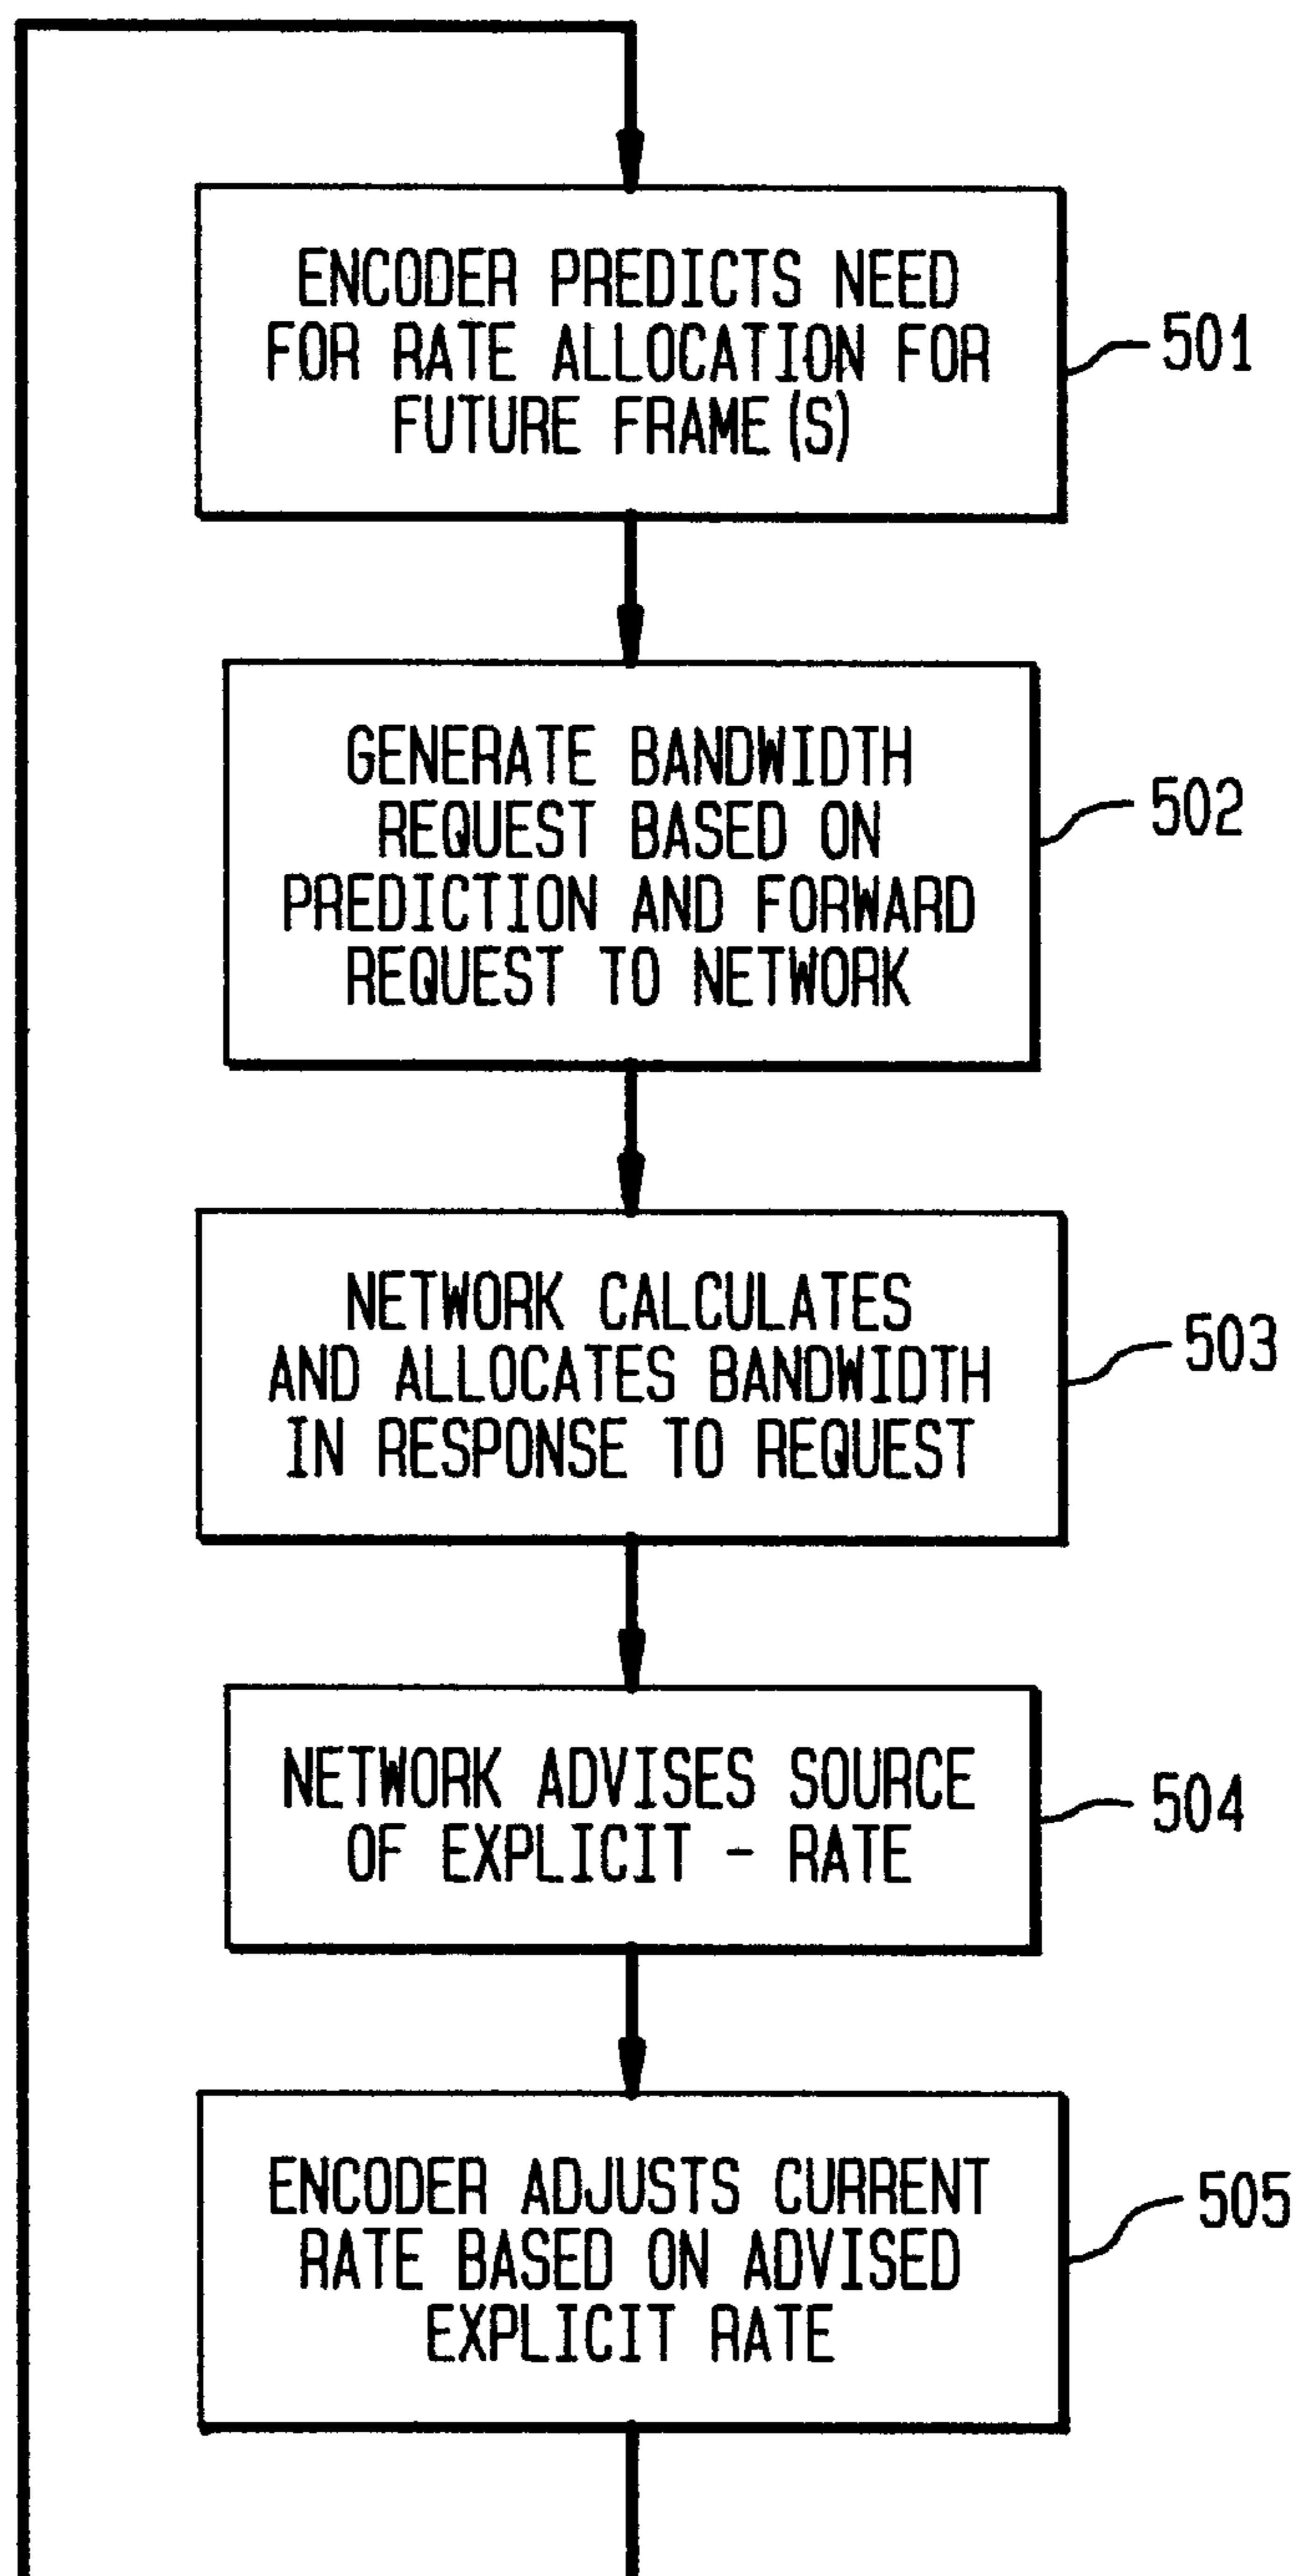 ENCODER PREDICTS NEED
FOR RATE ALLOCATION FOR
FUTURE FRAME(S)
501
GENERATE BANDWIDTH
REQUEST BASED ON
PREDICTION AND FORWARD
REQUEST TO NETWORK
502
NETWORK CALCULATES
AND ALLOCATES BANDWIDTH
IN RESPONSE TO REQUEST
503
NETWORK ADVISES SOURCE
OF EXPLICIT - RATE
504
ENCODER ADJUSTS CURRENT
RATE BASED ON ADVISED
EXPLICIT RATE
505